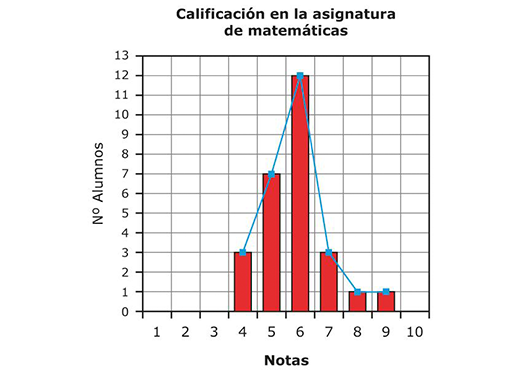 Calificación en la asignatura
de matemáticas
13
12
11
10
9
8
7
6
5
4
3
2
1
0
Nº Alumnos
1 2 3 4 5 6 7 8 9 10
Notas